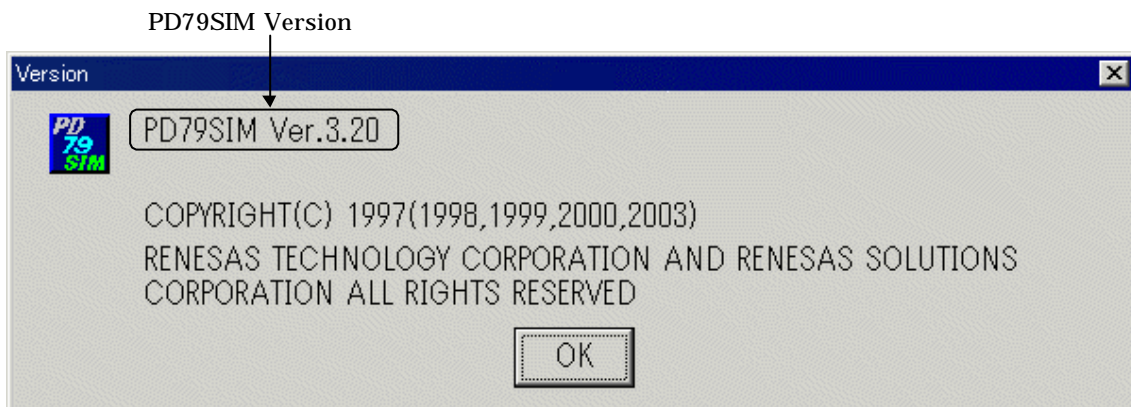 PD79SIM Version
Version
PD
79
SIM
PD79SIM Ver.3.20
COPYRIGHT(C) 1997(1998,1999,2000,2003)
RENESAS TECHNOLOGY CORPORATION AND RENESAS SOLUTIONS
CORPORATION ALL RIGHTS RESERVED
OK